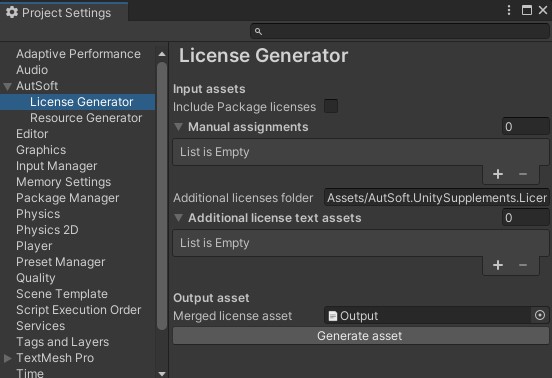 Project Settings
Adaptive Performance
Audio
AutSoft
License Generator
Resource Generator
Editor
Graphics
Input Manager
Memory Settings
Package Manager
Physics
Physics 2D
Player
Preset Manager
Quality
Scene Template
Script Execution Order
Services
Tags and Layers
TextMesh Pro
Time
License Generator
Input assets
Include Package licenses
Manual assignments 0
List is Empty
+ −
Additional licenses folder Assets/AutSoft.UnitySupplements.Licer
Additional license text assets 0
List is Empty
+ −
Output asset
Merged license asset Output
Generate asset